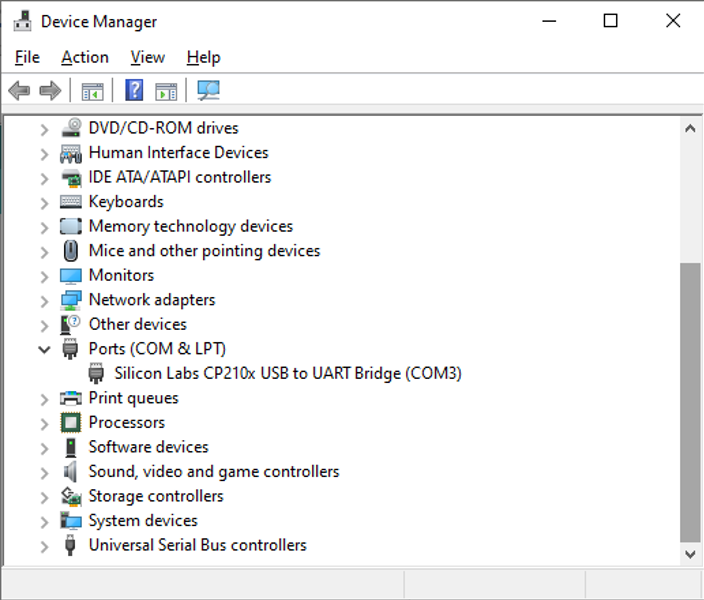 Device Manager
File Action View Help
?
DVD/CD-ROM drives
Human Interface Devices
IDE ATA/ATAPI controllers
Keyboards
Memory technology devices
Mice and other pointing devices
Monitors
Network adapters
Other devices
Ports (COM & LPT)
Silicon Labs CP210x USB to UART Bridge (COM3)
Print queues
Processors
Software devices
Sound, video and game controllers
Storage controllers
System devices
Universal Serial Bus controllers